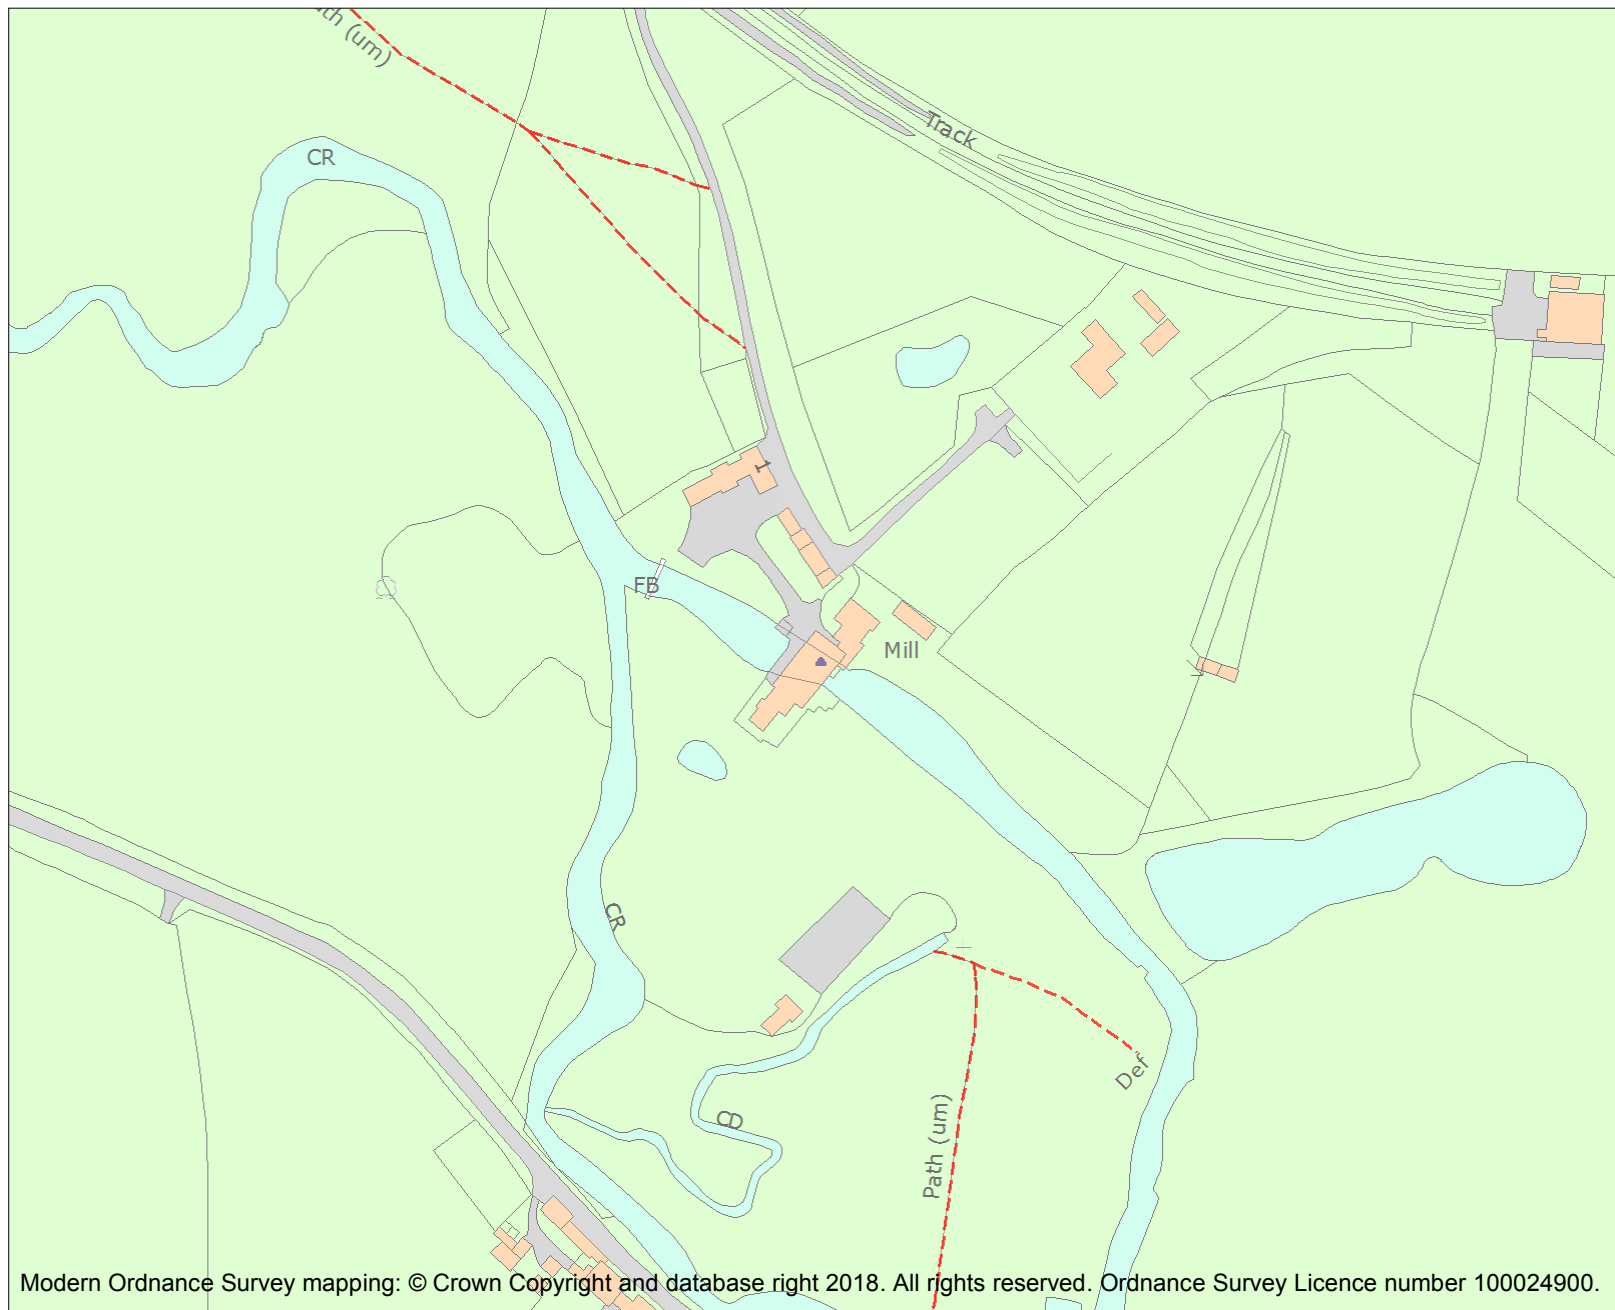 (um)
Track
CR
1
FB
Mill
CR
Def
CD
Path (um)
Modern Ordnance Survey mapping: © Crown Copyright and database right 2018. All rights reserved. Ordnance Survey Licence number 100024900.